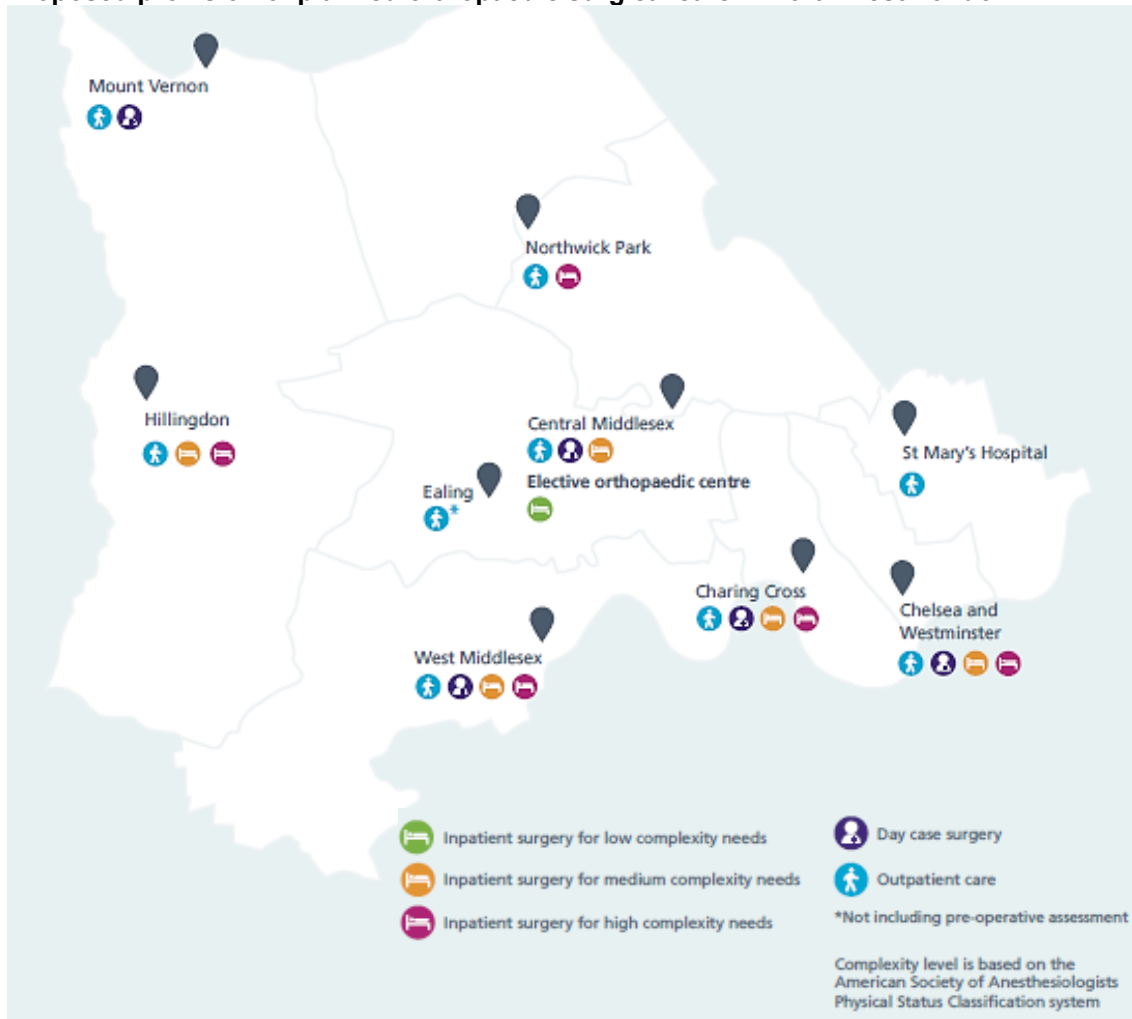 Mount Vernon
Northwick Park
Hillingdon
Central Middlesex
Elective orthopaedic centre
Ealing
*
St Mary's Hospital
Charing Cross
Chelsea and
Westminster
West Middlesex
Inpatient surgery for low complexity needs
Inpatient surgery for medium complexity needs
Inpatient surgery for high complexity needs
Day case surgery
Outpatient care
*Not including pre-operative assessment
Complexity level is based on the
American Society of Anesthesiologists
Physical Status Classification system